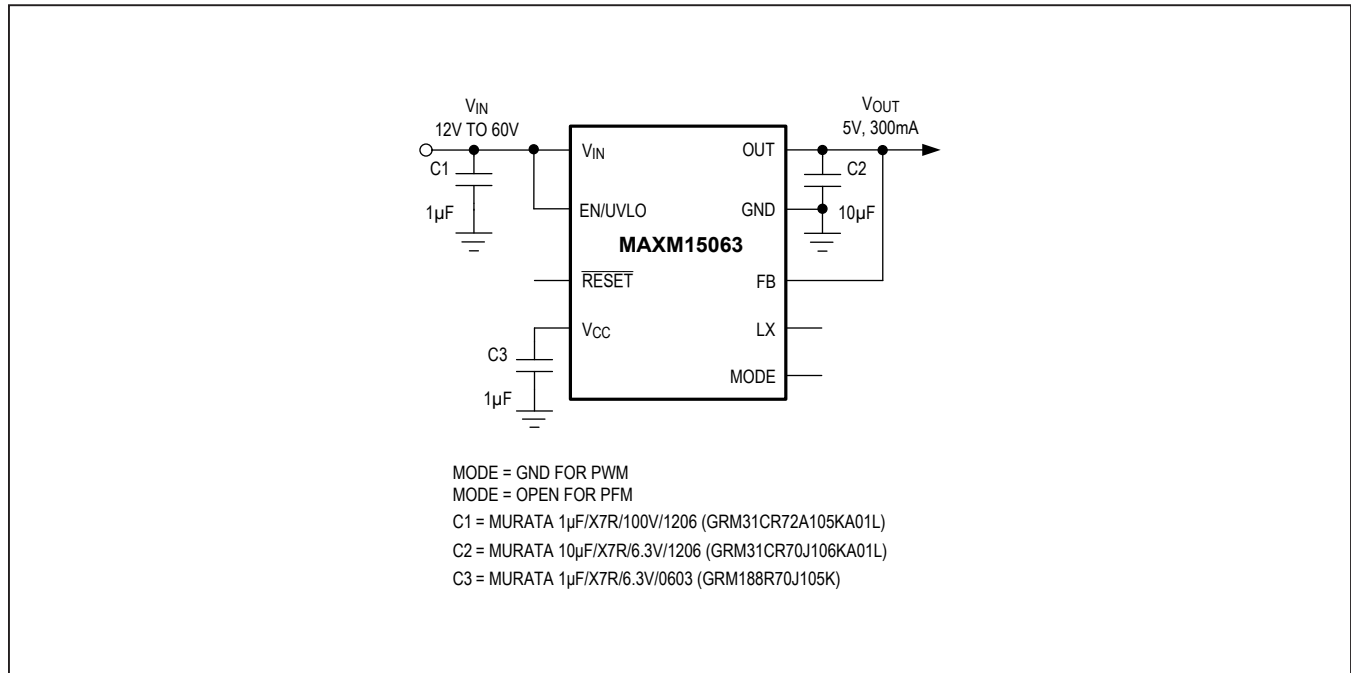 VIN
12V TO 60V
VOUT
5V, 300mA
C1
1µF
VIN
EN/UVLO
RESET
VCC
MAXM15063
OUT
GND
FB
LX
MODE
C2
10µF
C3
1µF
MODE = GND FOR PWM
MODE = OPEN FOR PFM
C1 = MURATA 1µF/X7R/100V/1206 (GRM31CR72A105KA01L)
C2 = MURATA 10µF/X7R/6.3V/1206 (GRM31CR70J106KA01L)
C3 = MURATA 1µF/X7R/6.3V/0603 (GRM188R70J105K)